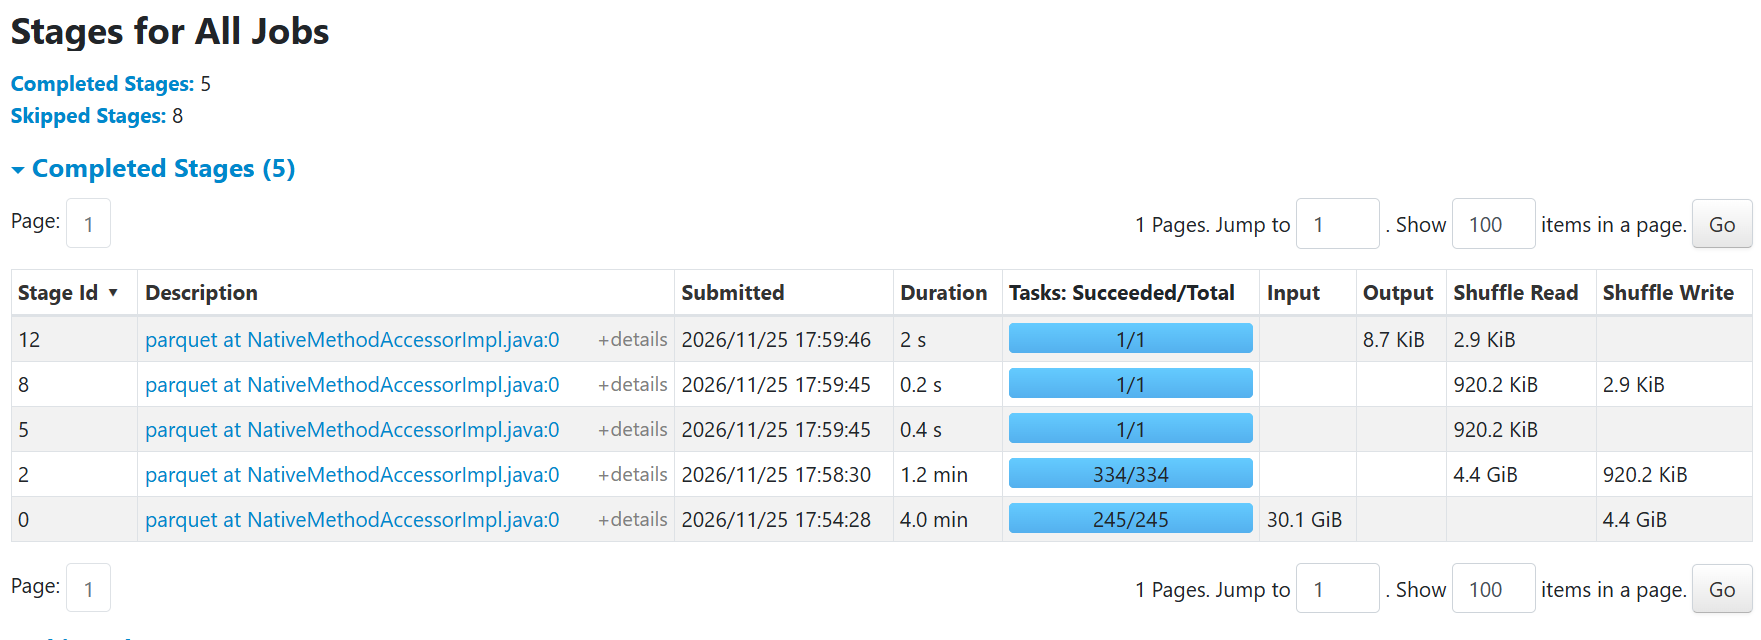 Stages for All Jobs
Completed Stages: 5
Skipped Stages: 8
Completed Stages (5)
Page: 1 1 Pages. Jump to 1 . Show 100 items in a page. Go
Stage Id ▼ Description Submitted Duration Tasks: Succeeded/Total Input Output Shuffle Read Shuffle Write
12 parquet at NativeMethodAccessorImpl.java:0 +details 2026/11/25 17:59:46 2 s 1/1 8.7 KiB 2.9 KiB
8 parquet at NativeMethodAccessorImpl.java:0 +details 2026/11/25 17:59:45 0.2 s 1/1 920.2 KiB 2.9 KiB
5 parquet at NativeMethodAccessorImpl.java:0 +details 2026/11/25 17:59:45 0.4 s 1/1 920.2 KiB
2 parquet at NativeMethodAccessorImpl.java:0 +details 2026/11/25 17:58:30 1.2 min 334/334 4.4 GiB 920.2 KiB
0 parquet at NativeMethodAccessorImpl.java:0 +details 2026/11/25 17:54:28 4.0 min 245/245 30.1 GiB 4.4 GiB
Page: 1 1 Pages. Jump to 1 . Show 100 items in a page. Go